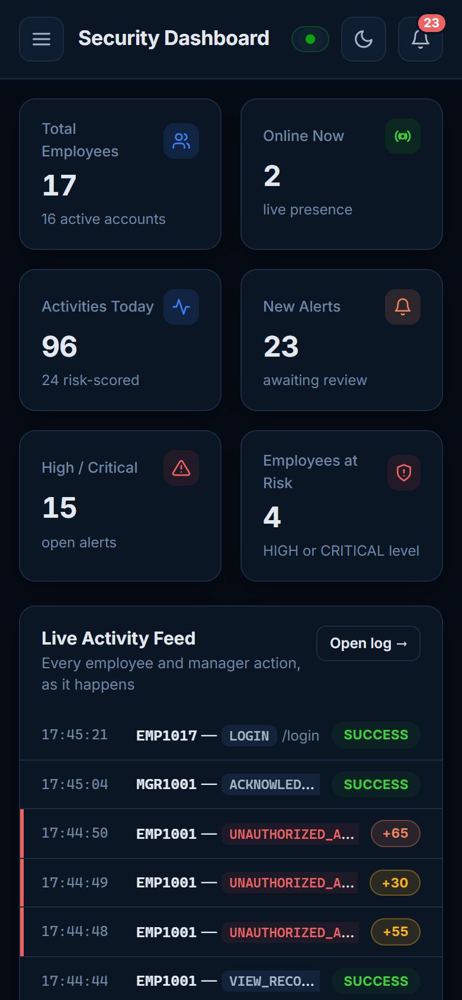 Security Dashboard
23
Total
Employees
17
16 active accounts
Online Now
2
live presence
Activities Today
96
24 risk-scored
New Alerts
23
awaiting review
High / Critical
15
open alerts
Employees at
Risk
4
HIGH or CRITICAL level
Live Activity Feed
Open log →
Every employee and manager action,
as it happens
17:45:21 EMP1017 — LOGIN /login SUCCESS
17:45:04 MGR1001 — ACKNOWLED... SUCCESS
17:44:50 EMP1001 — UNAUTHORIZED_A... +65
17:44:49 EMP1001 — UNAUTHORIZED_A... +30
17:44:48 EMP1001 — UNAUTHORIZED_A... +55
17:44:44 EMP1001 — VIEW_RECO... SUCCESS